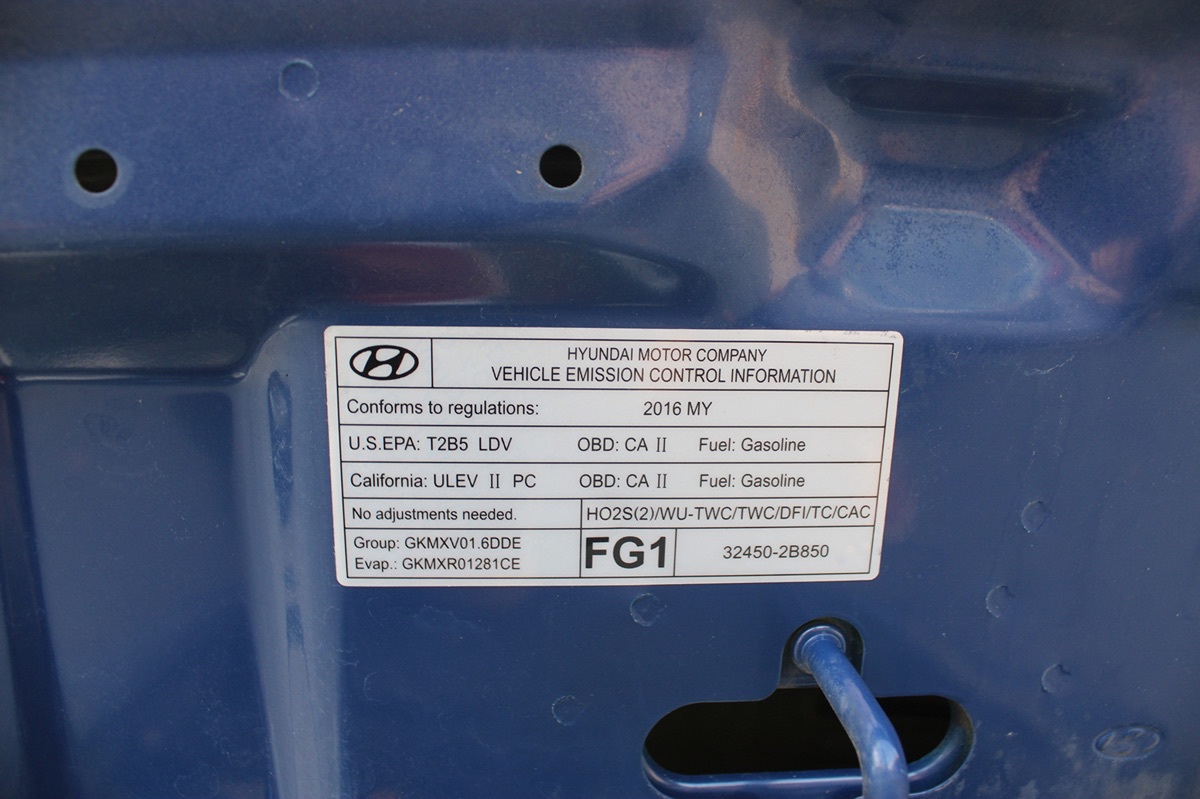 HYUNDAI MOTOR COMPANY
VEHICLE EMISSION CONTROL INFORMATION
Conforms to regulations: 2016 MY
U.S.EPA: T2B5 LDV OBD: CA II Fuel: Gasoline
California: ULEV II PC OBD: CA II Fuel: Gasoline
No adjustments needed. HO2S(2)/WU-TWC/TWC/DFI/TC/CAC
Group: GKMXV01.6DDE
Evap.: GKMXR01281CE
FG1
32450-2B850